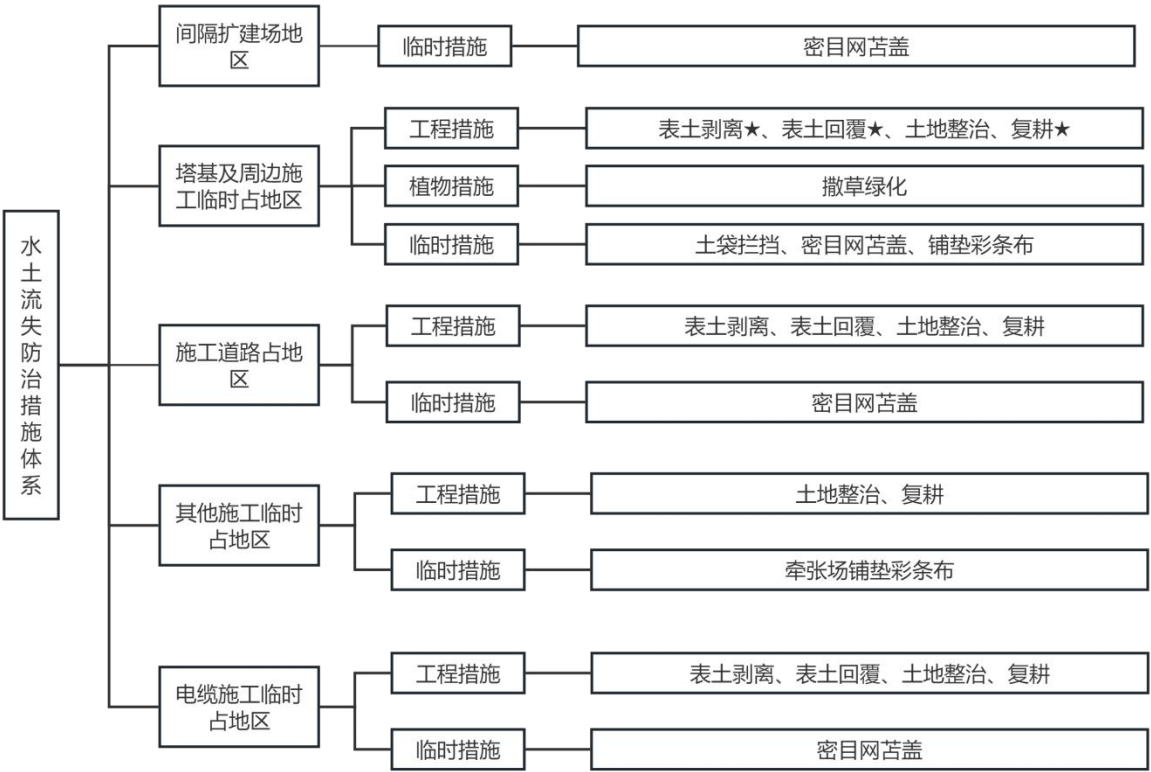 水土流失防治措施体系
间隔扩建场地
区
临时措施
密目网苫盖
塔基及周边施
工临时占地区
工程措施
表土剥离★、表土回覆★、土地整治、复耕★
植物措施
撒草绿化
临时措施
土袋拦挡、密目网苫盖、铺垫彩条布
施工道路占地
区
工程措施
表土剥离、表土回覆、土地整治、复耕
临时措施
密目网苫盖
其他施工临时
占地区
工程措施
土地整治、复耕
临时措施
牵张场铺垫彩条布
电缆施工临时
占地区
工程措施
表土剥离、表土回覆、土地整治、复耕
临时措施
密目网苫盖